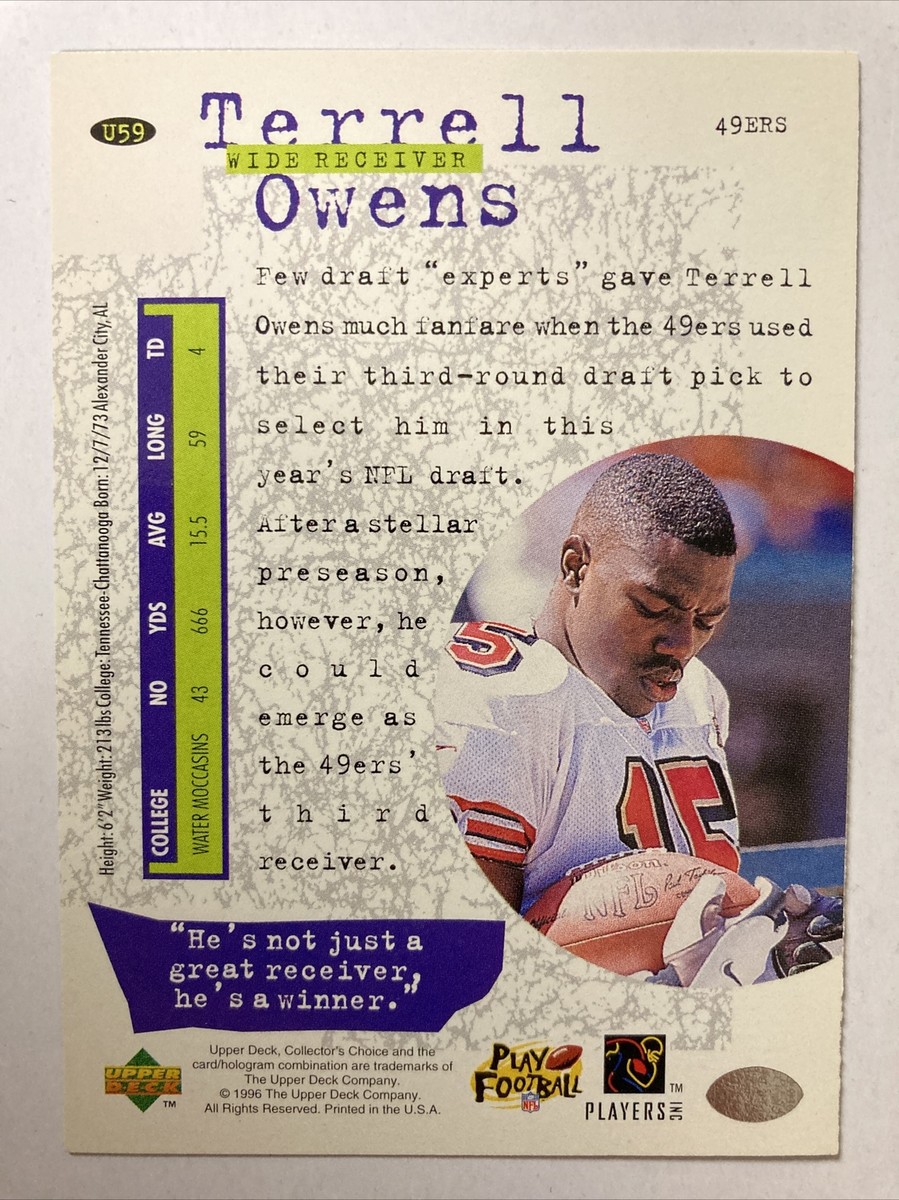 U59
Terrell
WIDE RECEIVER
Owens
49ERS
Few draft “experts” gave Terrell
Owens much fanfare when the 49ers used
their third-round draft pick to
select him in this
year’s NFL draft.
After a stellar
preseason,
however, he
could
emerge as
the 49ers’
third
receiver.
Height: 6'2" Weight: 213 lbs College: Tennessee-Chattanooga Born: 12/7/73 Alexander City, AL
COLLEGE NO YDS AVG LONG TD
WATER MOCCASINS 43 666 15.5 59 4
15
15
NFL
“He’s not just a
great receiver,
he’s a winner.”
UPPER
DECK
TM
Upper Deck, Collector's Choice and the
card/hologram combination are trademarks of
The Upper Deck Company.
© 1996 The Upper Deck Company.
All Rights Reserved. Printed in the U.S.A.
PLAY
FOOTBALL
NFL
TM
PLAYERS INC